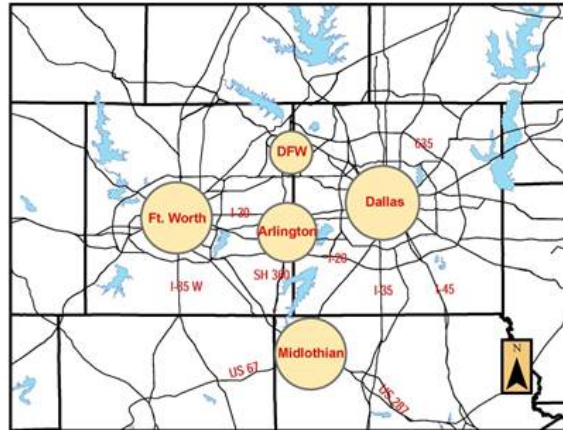 635
DFW
Dallas
Ft. Worth
I-30
Arlington
I-20
SH 360
I-35 W
I-35
I-45
Midlothian
US 67
US 287
N